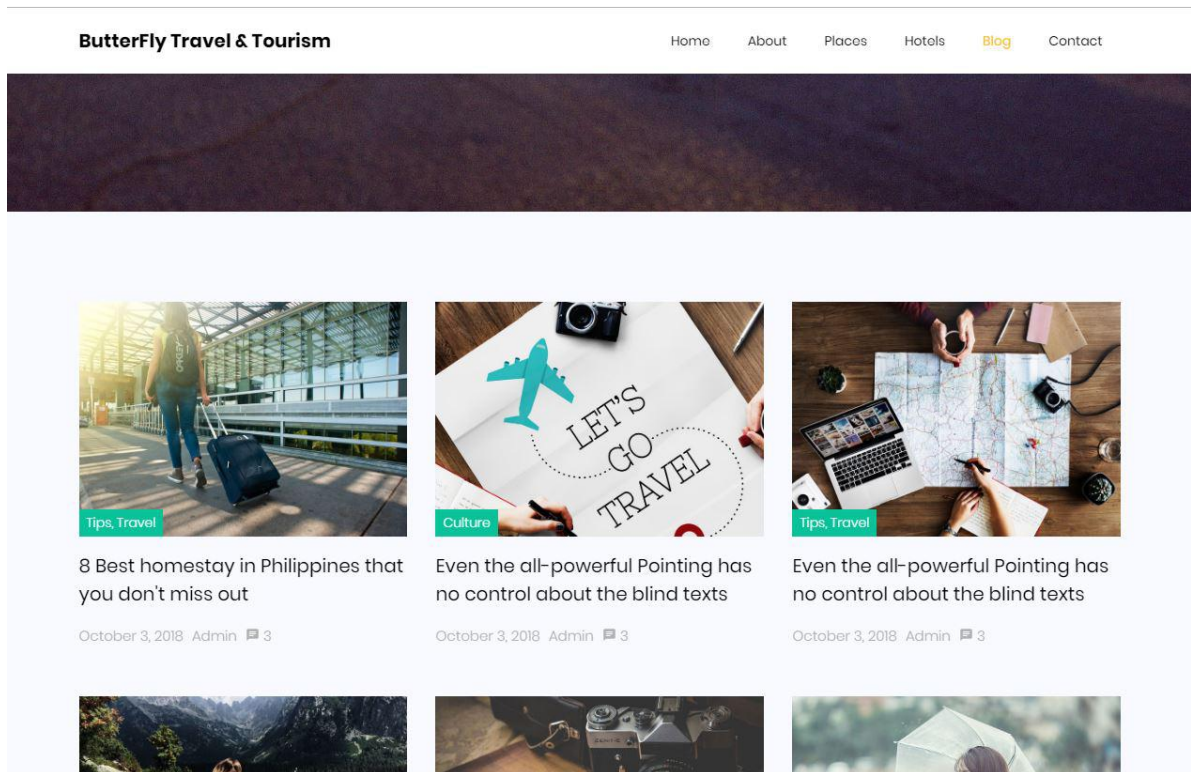 ButterFly Travel & Tourism
Home About Places Hotels Blog Contact
LET'S
GO
TRAVEL
Tips, Travel
Culture
Tips, Travel
8 Best homestay in Philippines that
you don't miss out
Even the all-powerful Pointing has
no control about the blind texts
Even the all-powerful Pointing has
no control about the blind texts
October 3, 2018 Admin 3
October 3, 2018 Admin 3
October 3, 2018 Admin 3